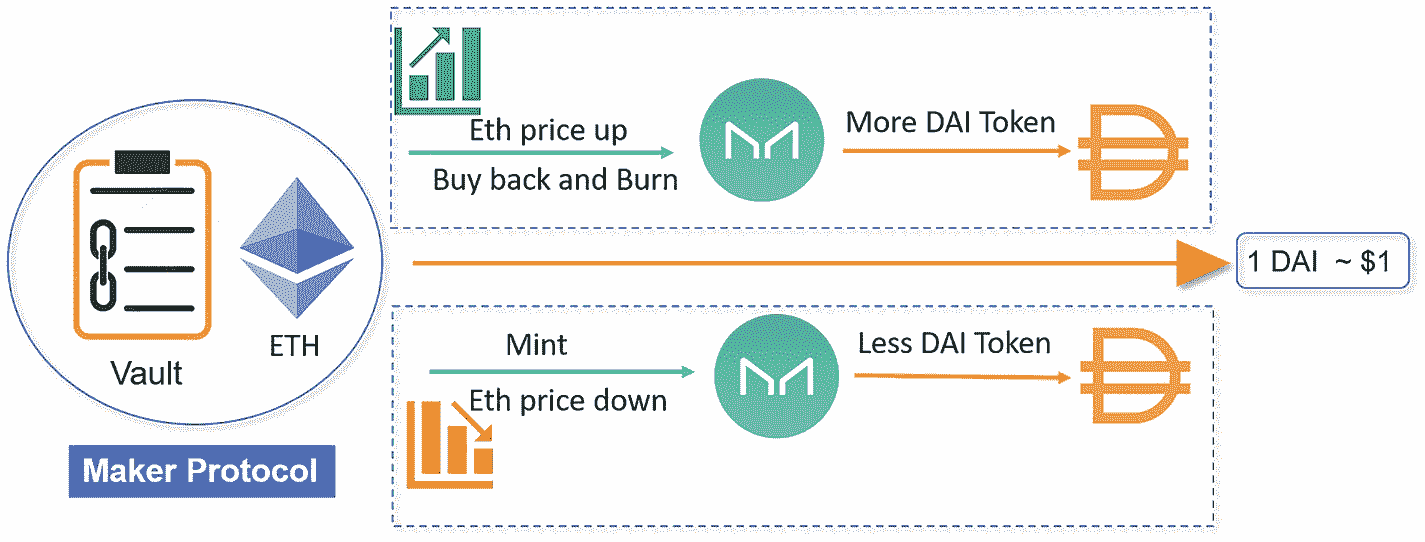 Eth price up
Buy back and Burn
More DAI Token
ETH
Vault
Maker Protocol
1 DAI ~ $1
Mint
Eth price down
Less DAI Token